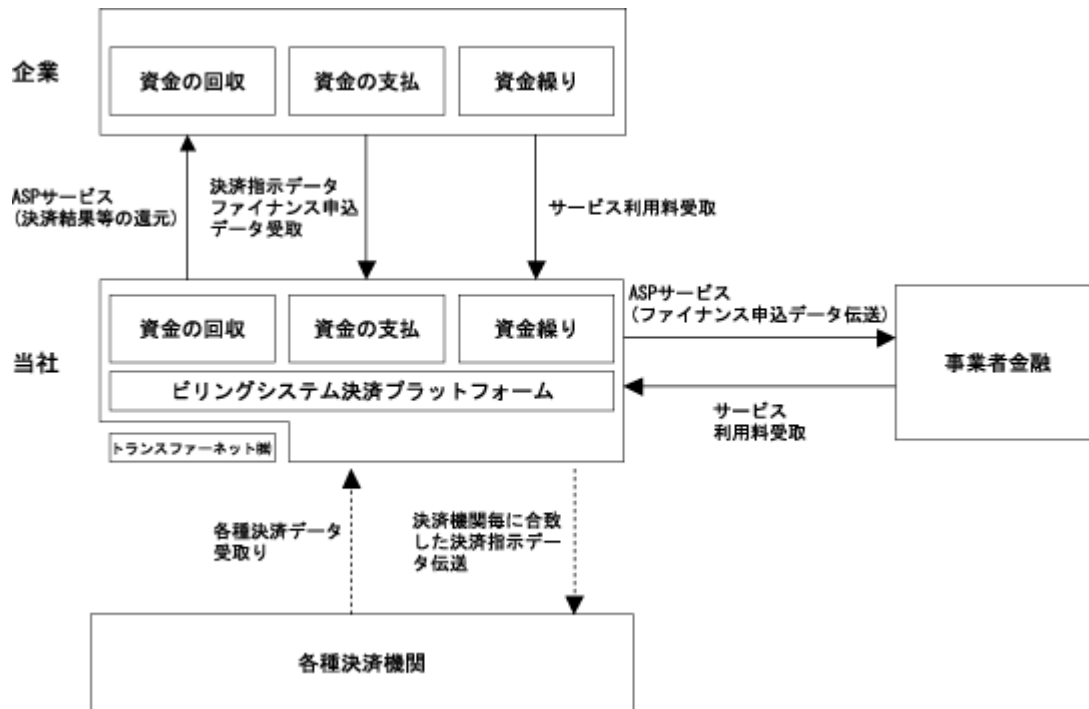 企業
資金の回収
資金の支払
資金繰り
ASPサービス
(決済結果等の還元)
決済指示データ
ファイナンス申込
データ受取
サービス利用料受取
当社
資金の回収
資金の支払
資金繰り
ビリングシステム決済プラットフォーム
トランスファーネット㈱
ASPサービス
(ファイナンス申込データ伝送)
事業者金融
サービス
利用料受取
各種決済データ
受取り
決済機関毎に合致
した決済指示デー
タ伝送
各種決済機関